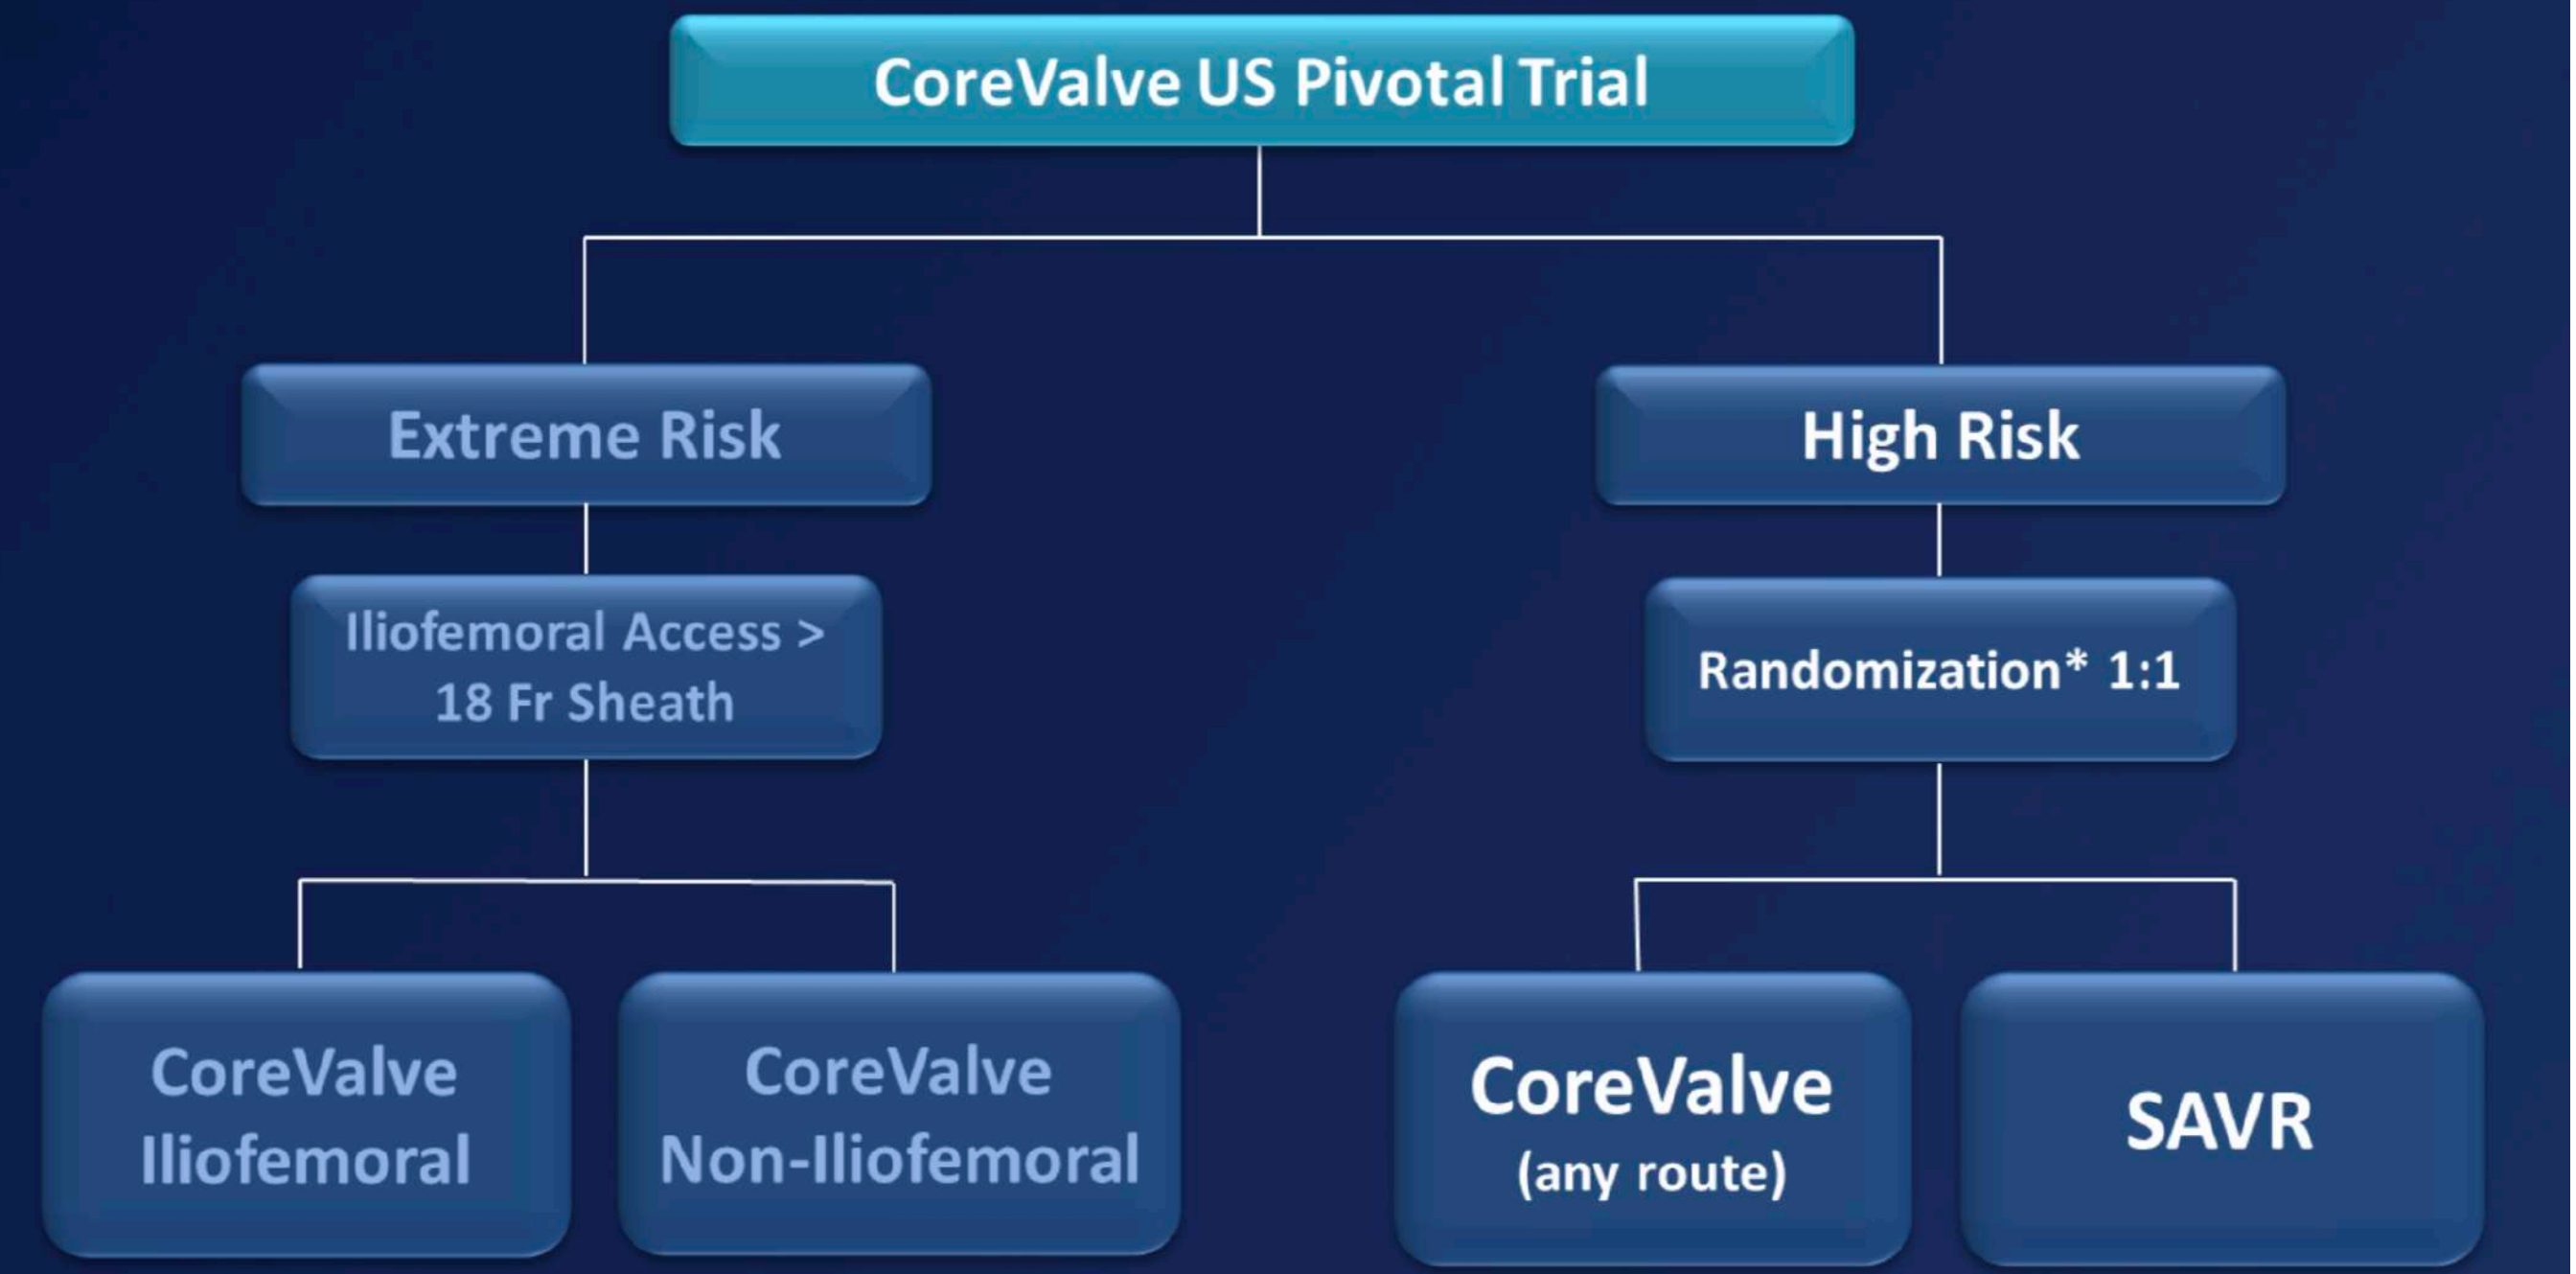 CoreValve US Pivotal Trial
Extreme Risk
High Risk
Iliofemoral Access >
18 Fr Sheath
Randomization* 1:1
CoreValve
Iliofemoral
CoreValve
Non-Iliofemoral
CoreValve
(any route)
SAVR